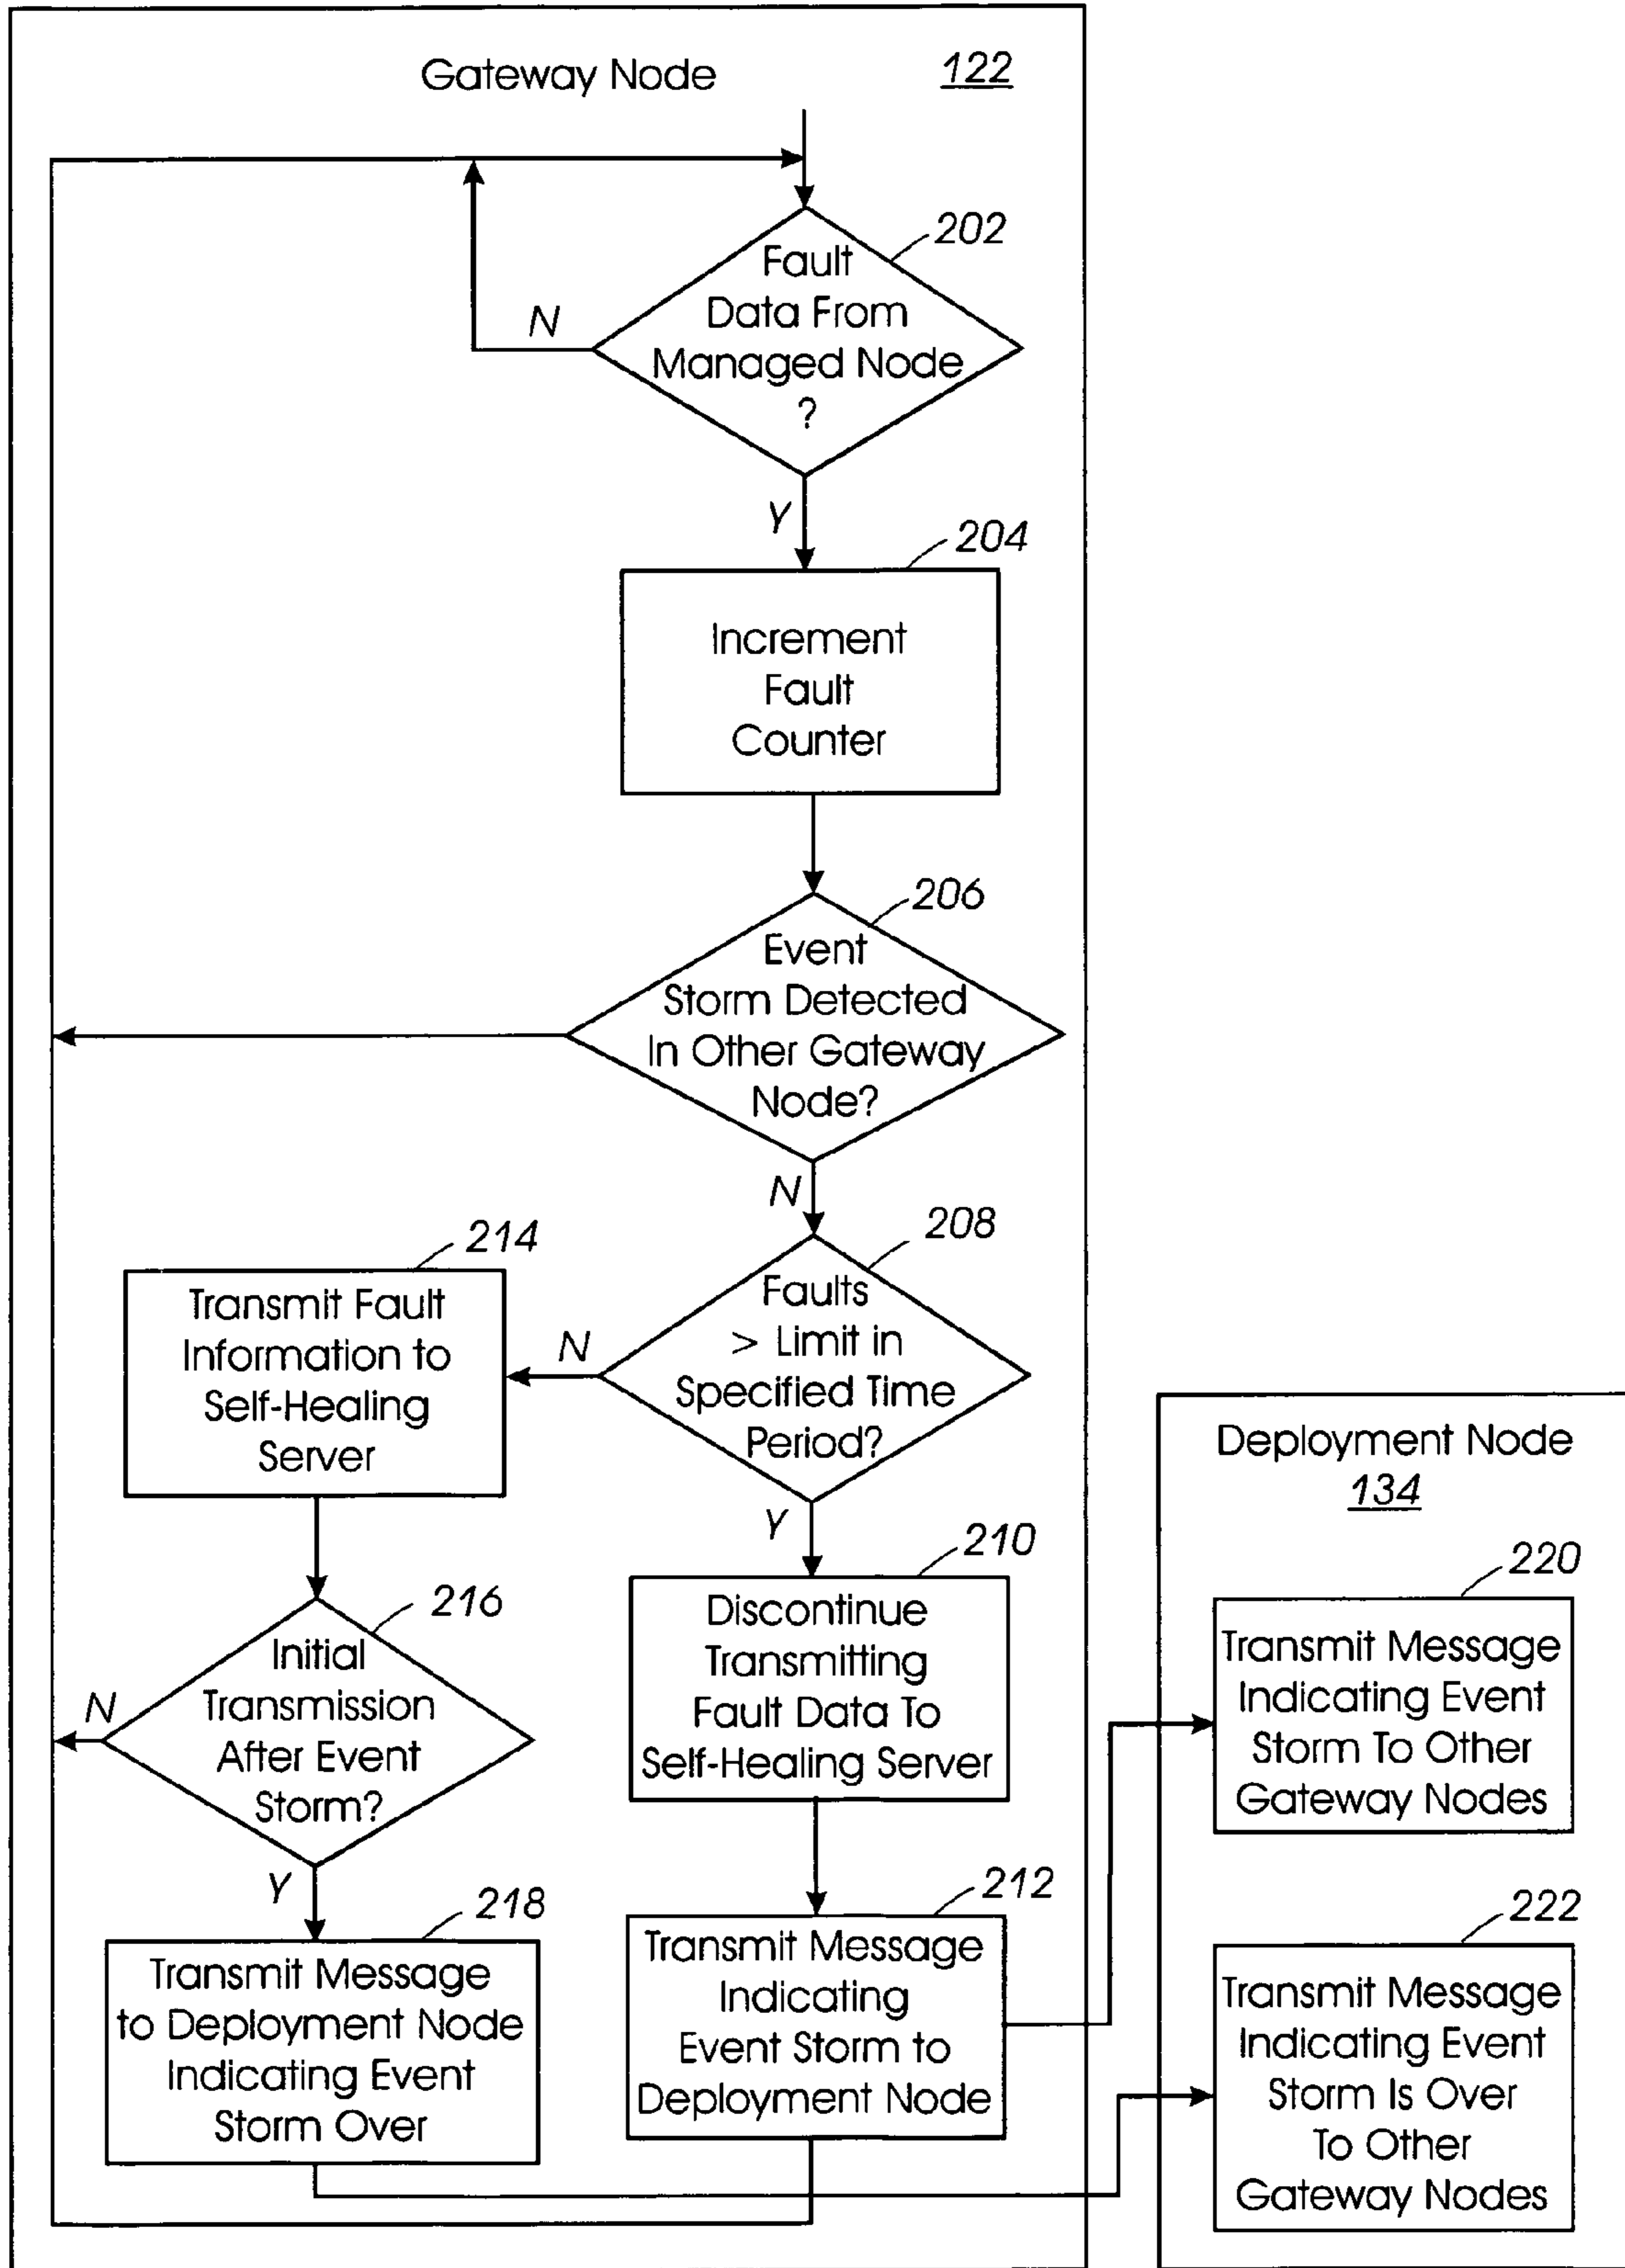 Gateway Node
122
202
Fault
Data From
Managed Node
?
N
Y
204
Increment
Fault
Counter
206
Event
Storm Detected
In Other Gateway
Node?
N
208
Faults
> Limit in
Specified Time
Period?
N
Y
214
Transmit Fault
Information to
Self-Healing
Server
216
Initial
Transmission
After Event
Storm?
N
Y
218
Transmit Message
to Deployment Node
Indicating Event
Storm Over
210
Discontinue
Transmitting
Fault Data To
Self-Healing Server
212
Transmit Message
Indicating
Event Storm to
Deployment Node
Deployment Node
134
220
Transmit Message
Indicating Event
Storm To Other
Gateway Nodes
222
Transmit Message
Indicating Event
Storm Is Over
To Other
Gateway Nodes